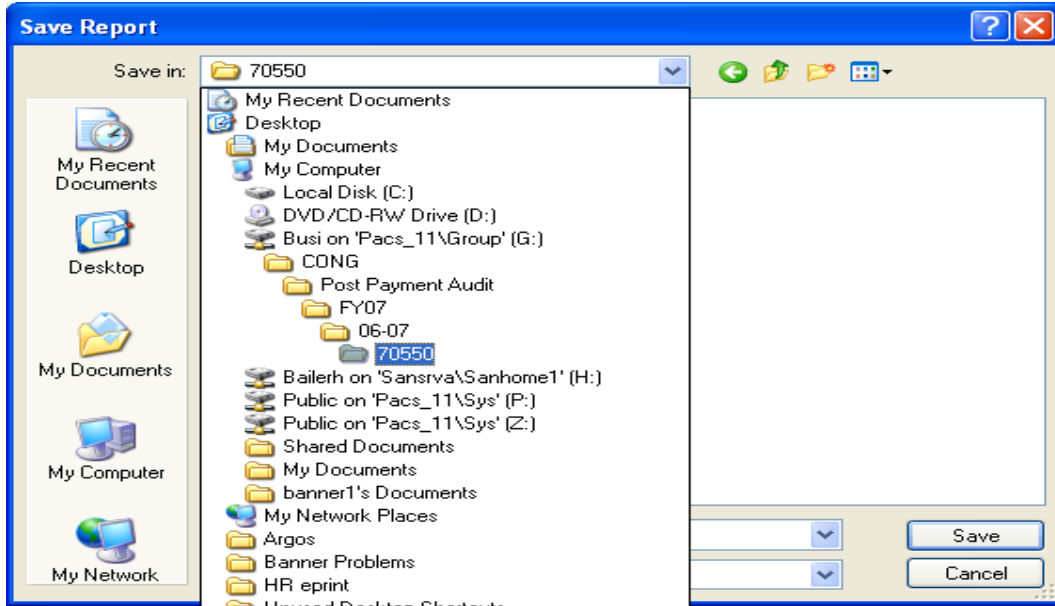 Save Report
Save in:
70550
My Recent Documents
Desktop
My Documents
My Computer
Local Disk (C:)
DVD/CD-RW Drive (D:)
Busi on 'Pacs_11\Group' (G:)
CONG
Post Payment Audit
FY07
06-07
70550
Bailerh on 'Sansrva\Sanhome1' (H:)
Public on 'Pacs_11\Sys' (P:)
Public on 'Pacs_11\Sys' (Z:)
Shared Documents
My Documents
banner1's Documents
My Network Places
Argos
Banner Problems
HR eprint
Unused Desktop Shortcuts
My Recent
Documents
Desktop
My Documents
My Computer
My Network
Save
Cancel